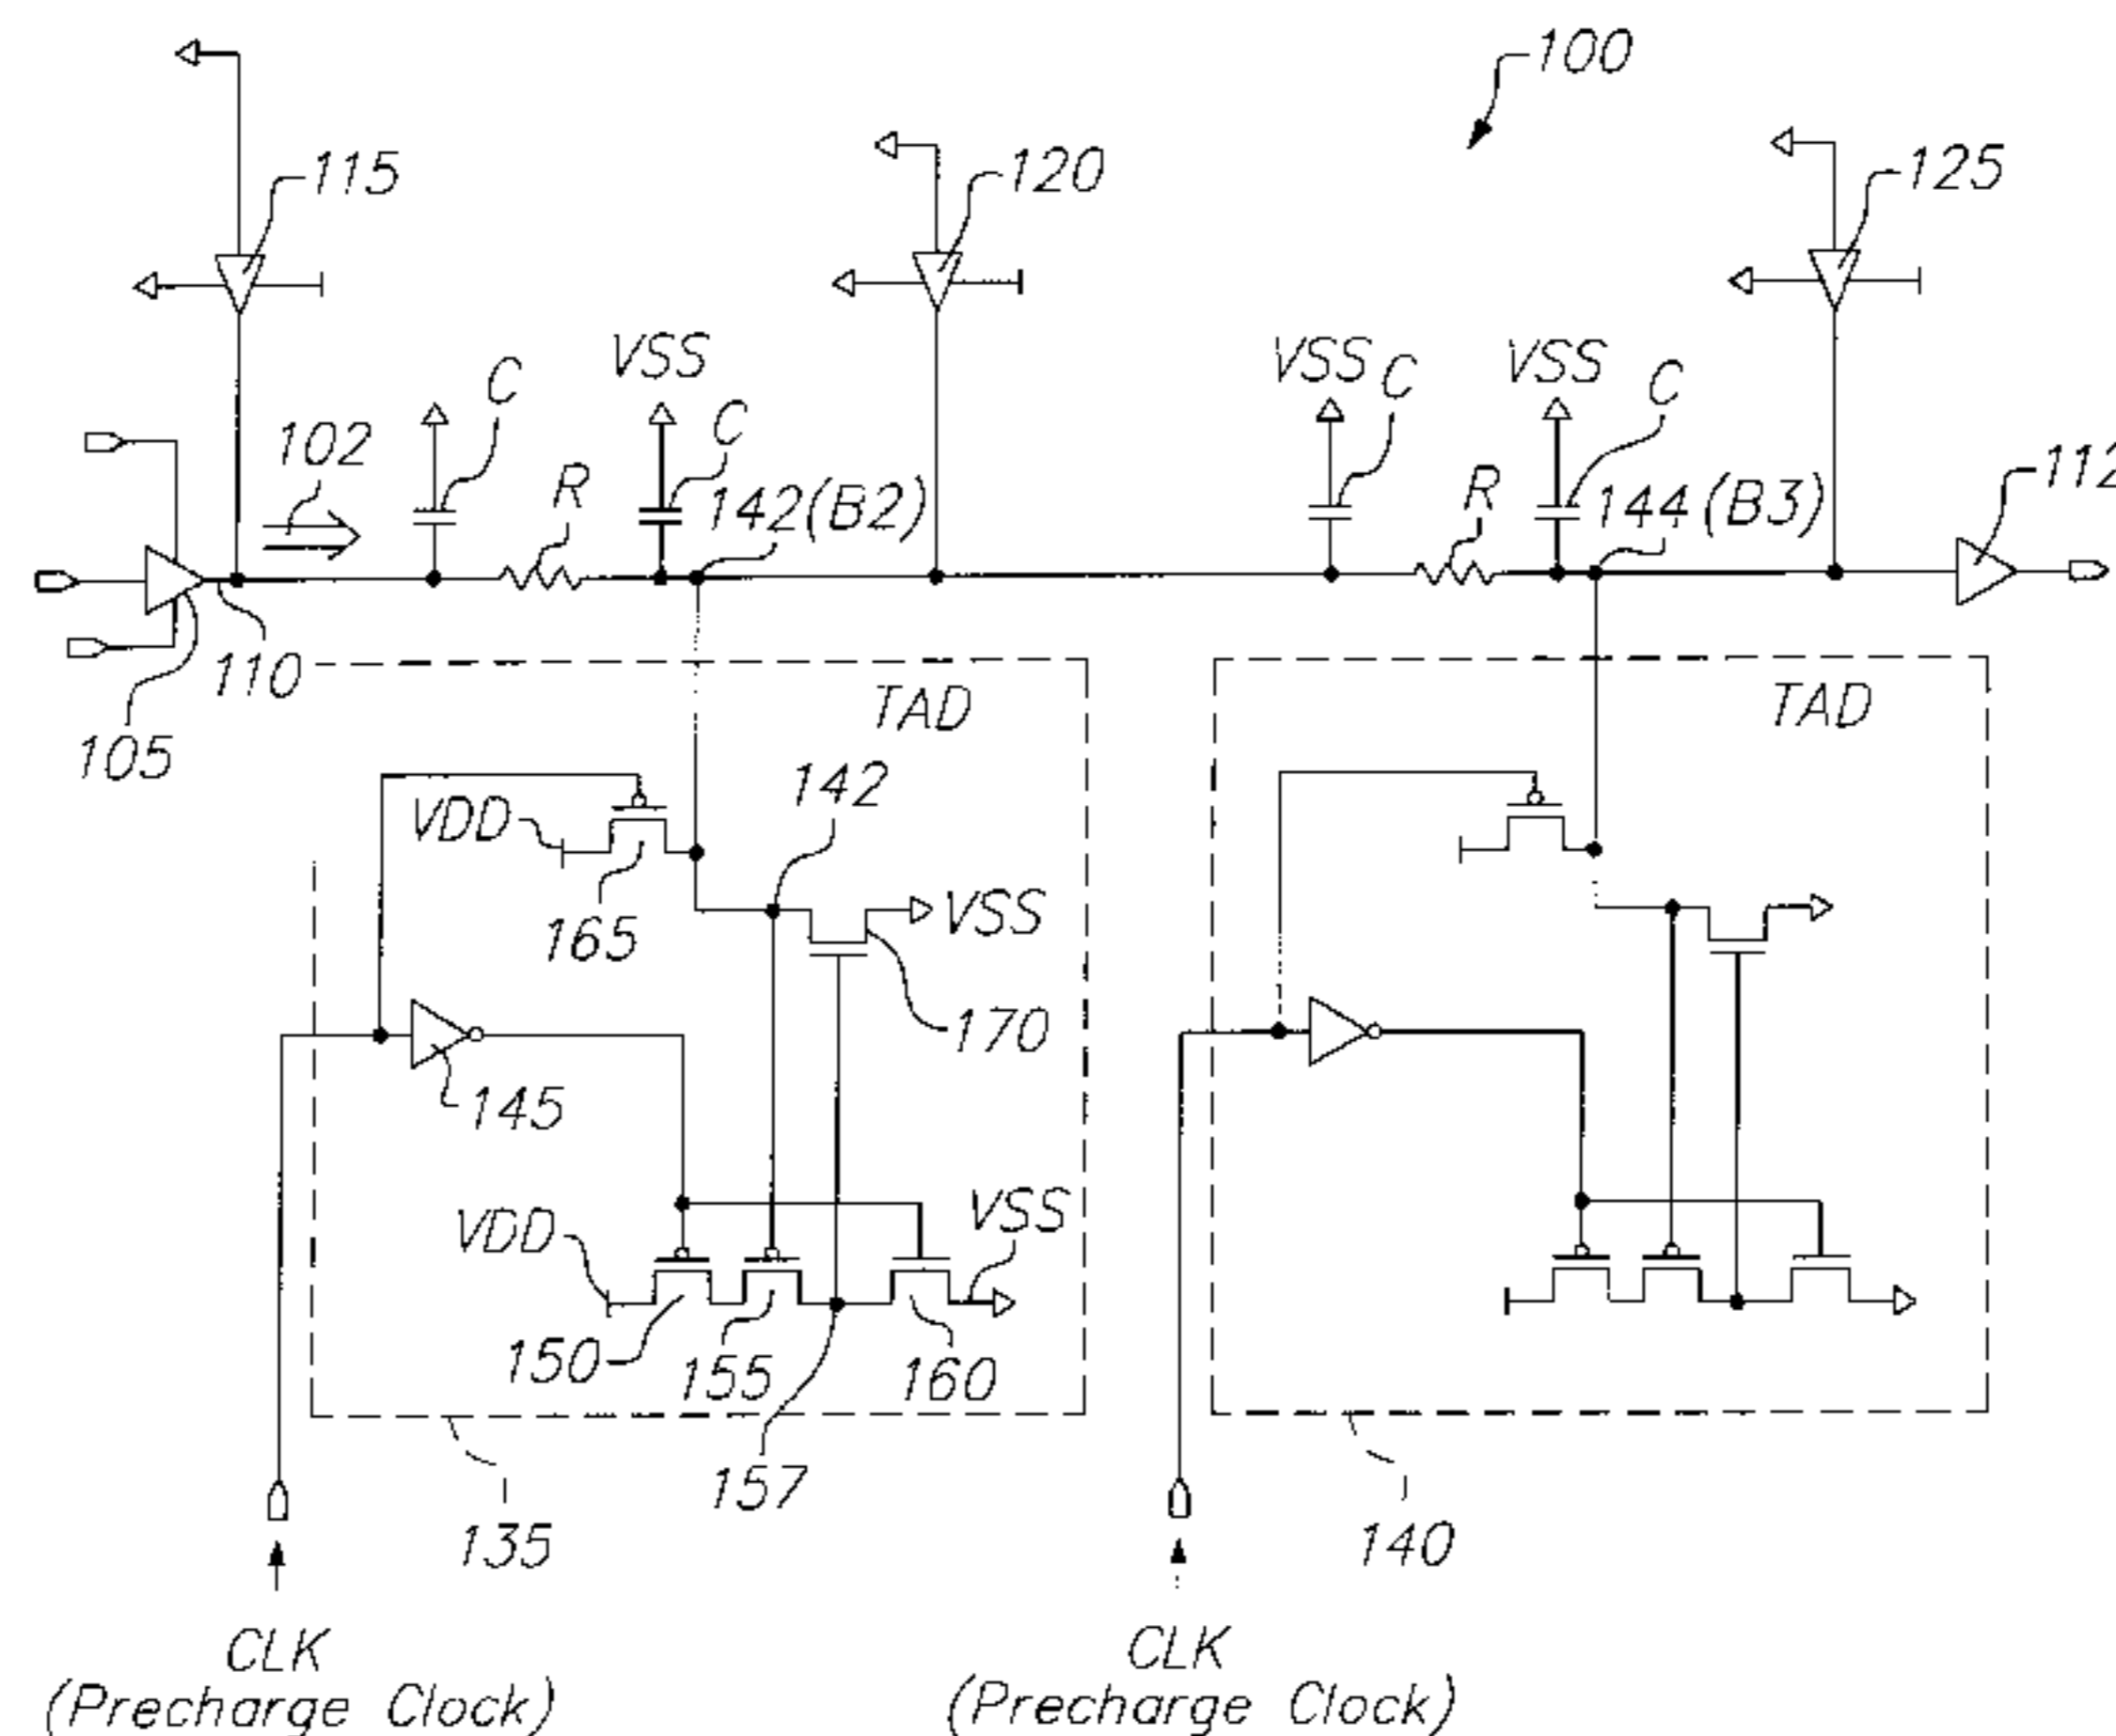 100
115
120
125
VSS
C
C
VSS
C
VSS
C
102
R
142(B2)
R
144(B3)
112
110
105
TAD
TAD
VDD
142
165
VSS
170
145
VDD
VSS
150
155
160
157
135
140
CLK
(Precharge Clock)
CLK
(Precharge Clock)